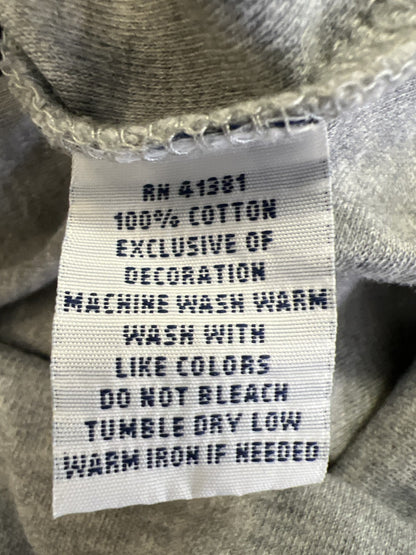 RN 41381
100% COTTON
EXCLUSIVE OF
DECORATION
MACHINE WASH WARM
WASH WITH
LIKE COLORS
DO NOT BLEACH
TUMBLE DRY LOW
WARM IRON IF NEEDED